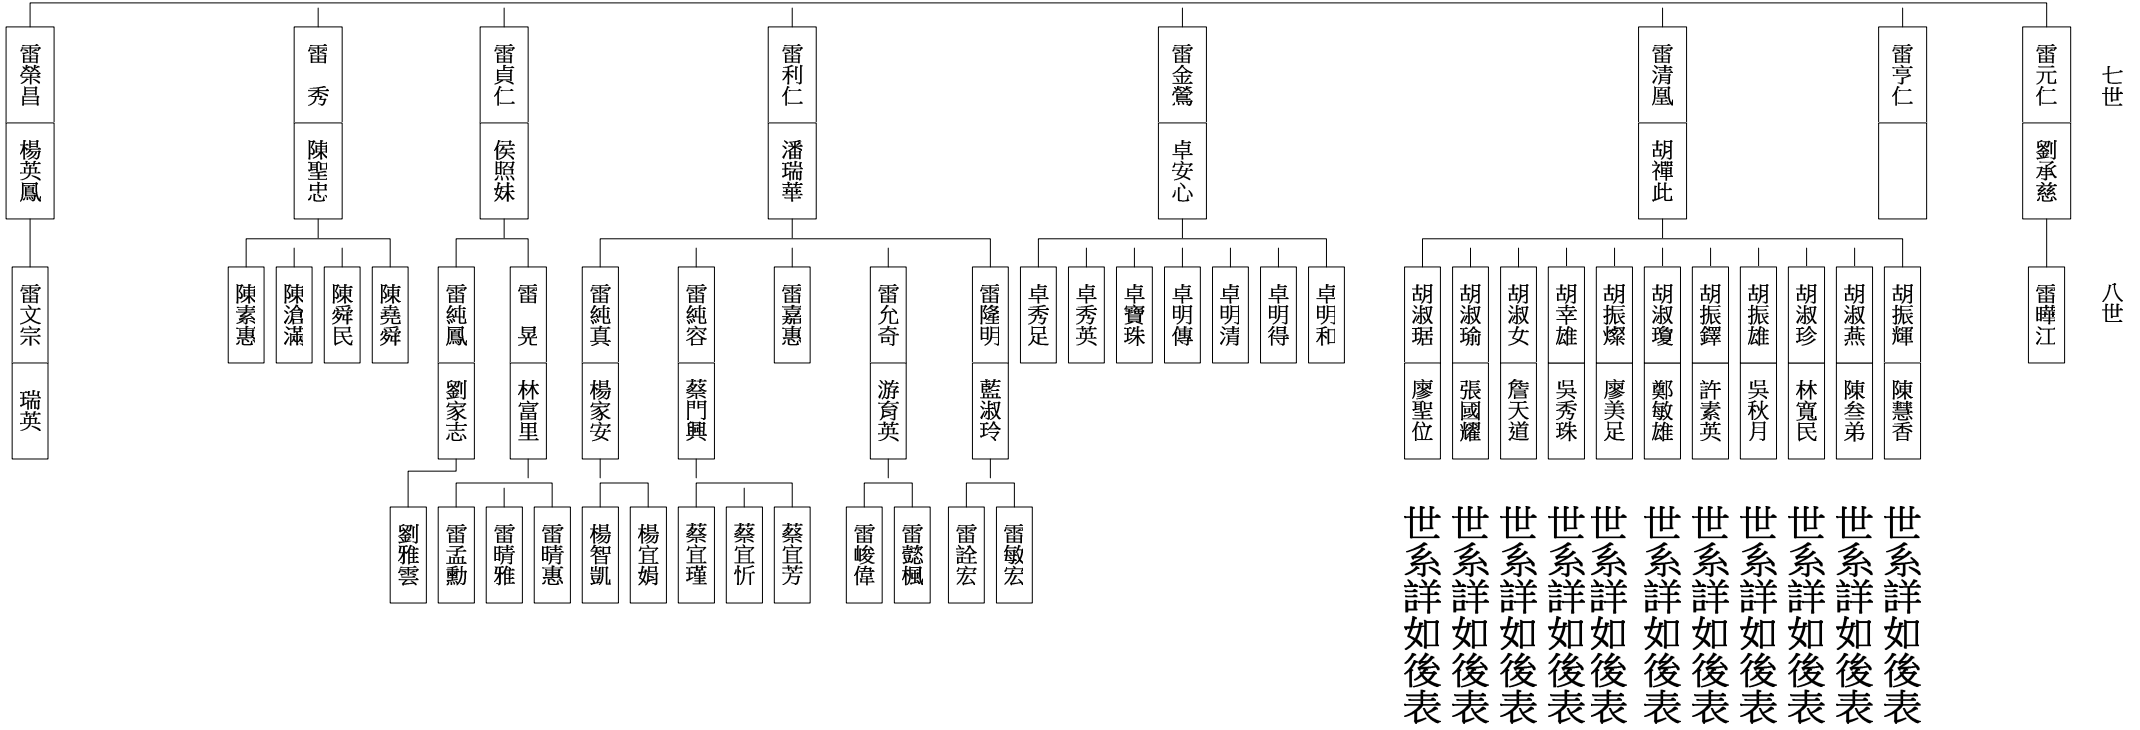 七世
雷元仁
劉承慈
雷亨仁
雷清凰
胡禪此
雷金鶯
卓安心
雷利仁
潘瑞華
雷貞仁
侯照妹
雷　秀
陳聖忠
雷榮昌
楊英鳳
八世
雷曄江
胡振輝
陳慧香
胡淑燕
陳叁弟
胡淑珍
林寬民
胡振雄
吳秋月
胡振鐸
許素英
胡淑瓊
鄭敏雄
胡振燦
廖美足
胡幸雄
吳秀珠
胡淑女
詹天道
胡淑瑜
張國耀
胡淑琚
廖聖位
卓明和
卓明得
卓明清
卓明傳
卓寶珠
卓秀英
卓秀足
雷隆明
藍淑玲
雷允奇
游育英
雷嘉惠
雷純容
蔡門興
雷純真
楊家安
雷　晃
林富里
雷純鳳
劉家志
陳堯舜
陳舜民
陳滄滿
陳素惠
雷文宗
瑞英
世系詳如後表
世系詳如後表
世系詳如後表
世系詳如後表
世系詳如後表
世系詳如後表
世系詳如後表
世系詳如後表
世系詳如後表
世系詳如後表
世系詳如後表
雷敏宏
雷詮宏
雷懿楓
雷峻偉
蔡宜芳
蔡宜忻
蔡宜瑾
楊宜娟
楊智凱
雷晴惠
雷晴雅
雷孟勳
劉雅雲